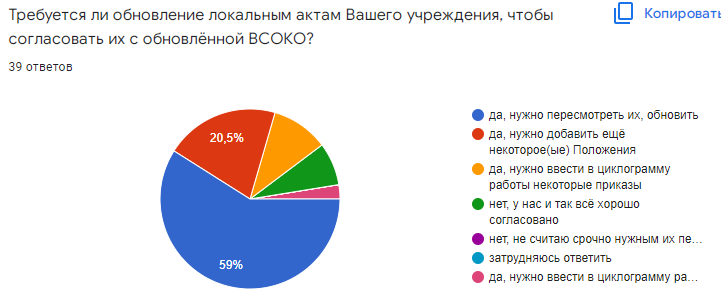 Требуется ли обновление локальным актам Вашего учреждения, чтобы
согласовать их с обновлённой ВСОКО?
Копировать
39 ответов
20,5%
59%
да, нужно пересмотреть их, обновить
да, нужно добавить ещё
некоторое(ые) Положения
да, нужно ввести в циклограмму
работы некоторые приказы
нет, у нас и так всё хорошо
согласовано
нет, не считаю срочно нужным их пе…
затрудняюсь ответить
да, нужно ввести в циклограмму ра…